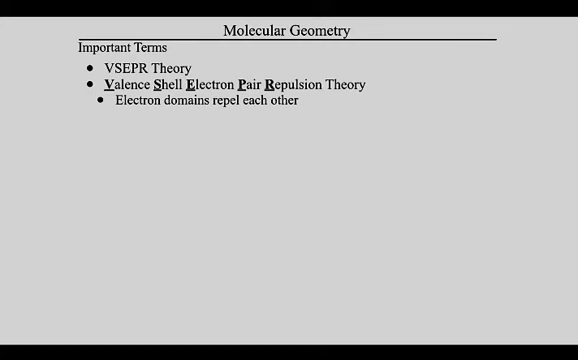 Molecular Geometry
Important Terms
● VSEPR Theory
● Valence Shell Electron Pair Repulsion Theory
● Electron domains repel each other